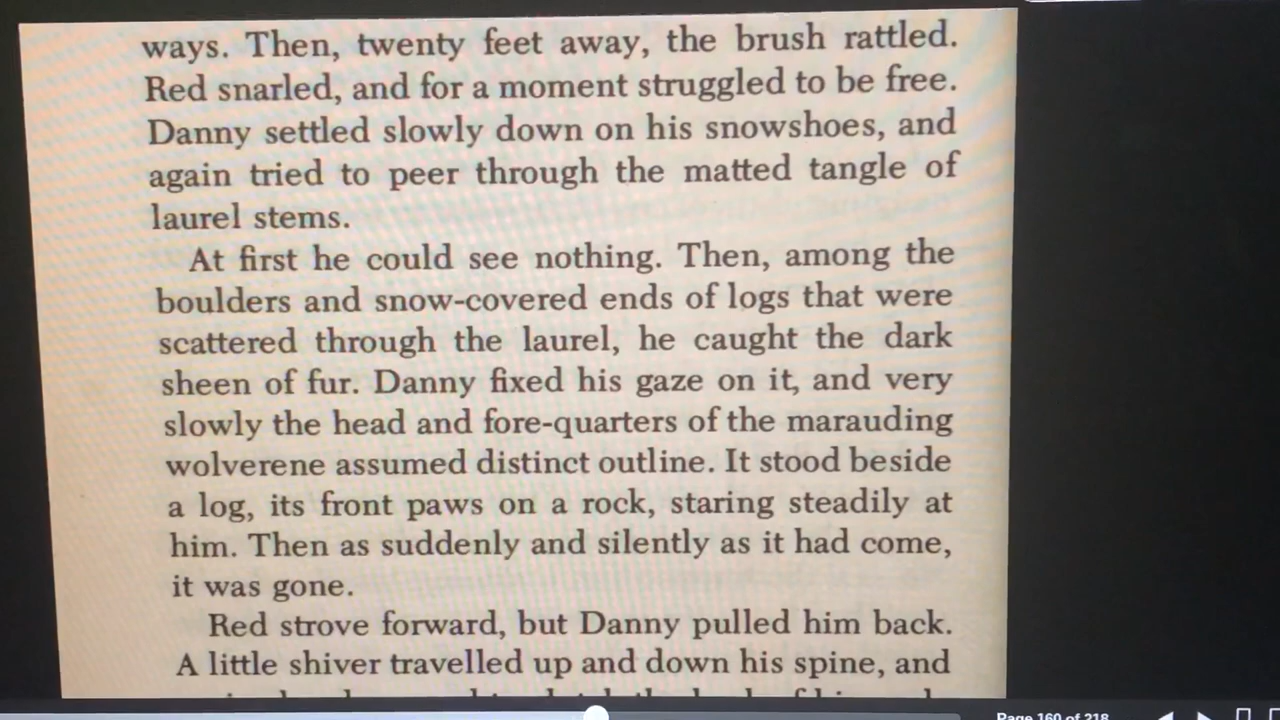 ways. Then, twenty feet away, the brush rattled.
Red snarled, and for a moment struggled to be free.
Danny settled slowly down on his snowshoes, and
again tried to peer through the matted tangle of
laurel stems.
At first he could see nothing. Then, among the
boulders and snow-covered ends of logs that were
scattered through the laurel, he caught the dark
sheen of fur. Danny fixed his gaze on it, and very
slowly the head and fore-quarters of the marauding
wolverene assumed distinct outline. It stood beside
a log, its front paws on a rock, staring steadily at
him. Then as suddenly and silently as it had come,
it was gone.
Red strove forward, but Danny pulled him back.
A little shiver travelled up and down his spine, and
Page 160 of 218